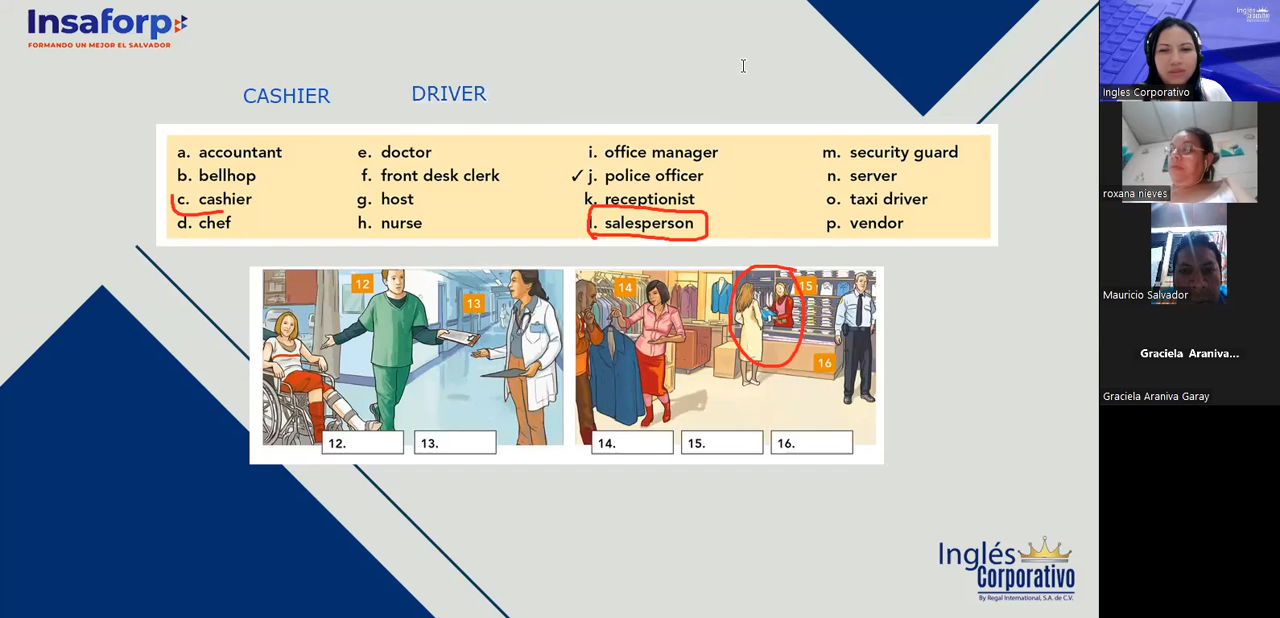 Insaforp
FORMANDO UN MEJOR EL SALVADOR
CASHIER DRIVER
a. accountant e. doctor i. office manager m. security guard
b. bellhop f. front desk clerk ✓ j. police officer n. server
c. cashier g. host k. receptionist o. taxi driver
d. chef h. nurse l. salesperson p. vendor
12 13 14 15 16
12. 13. 14. 15. 16.
Inglés
Corporativo
By Regal International, S.A. de C.V.
Ingles Corporativo
roxana nieves
Mauricio Salvador
Graciela Araniva...
Graciela Araniva Garay